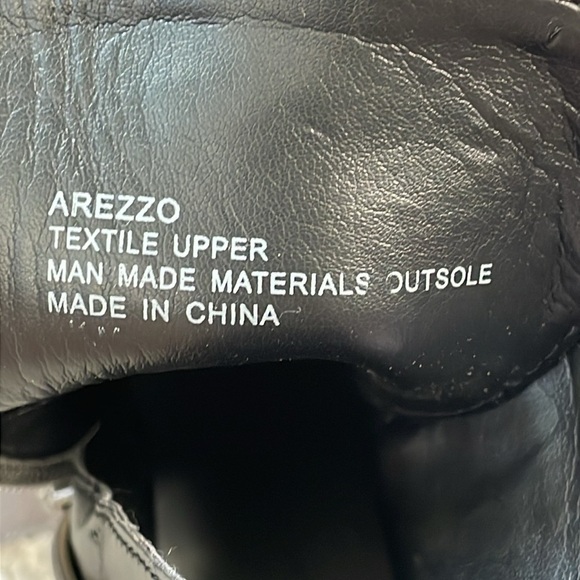 AREZZO
TEXTILE UPPER
MAN MADE MATERIALS OUTSOLE
MADE IN CHINA